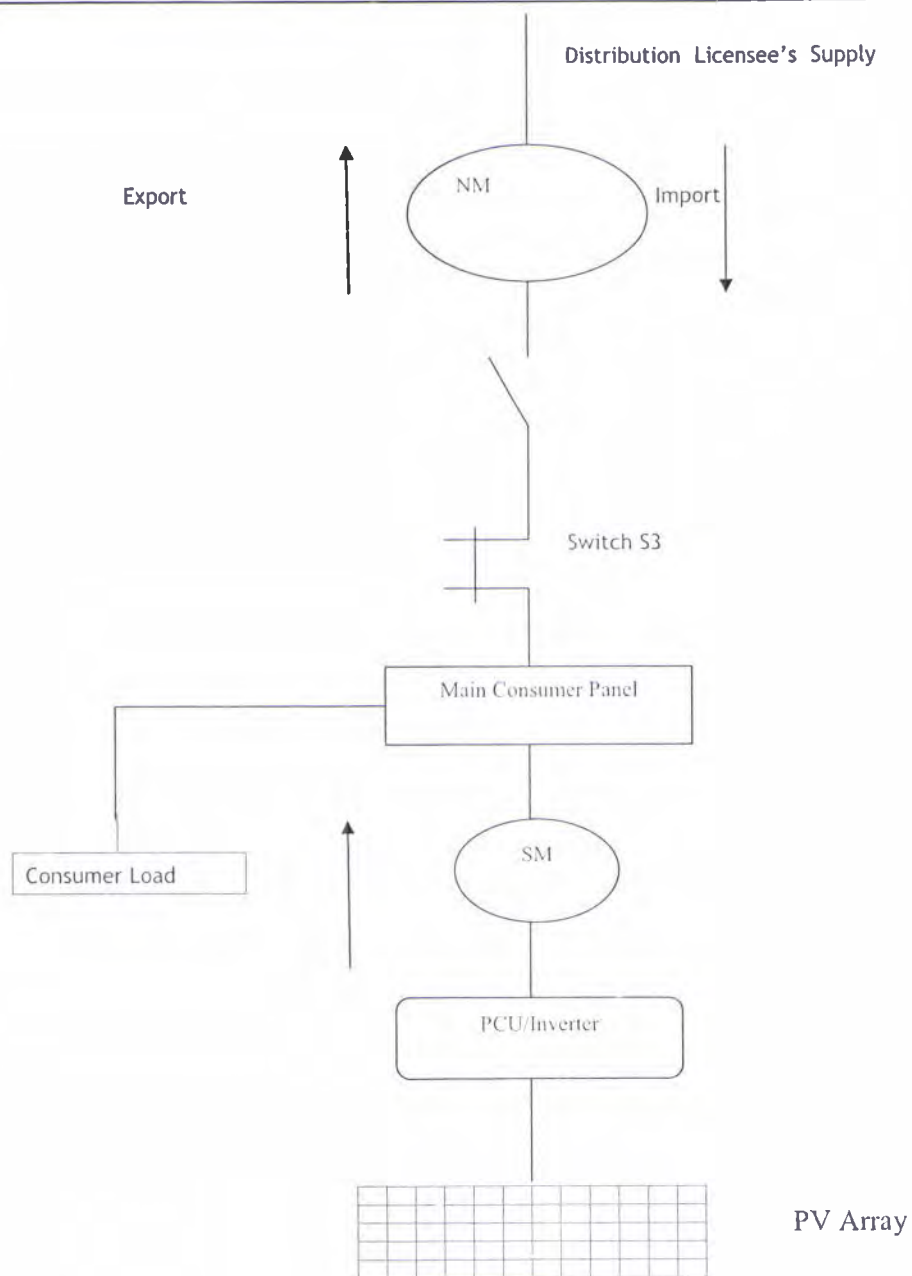 Distribution Licensee's Supply
NM
Export
Import
Switch S3
Main Consumer Panel
SM
Consumer Load
PCU/Inverter
PV Array